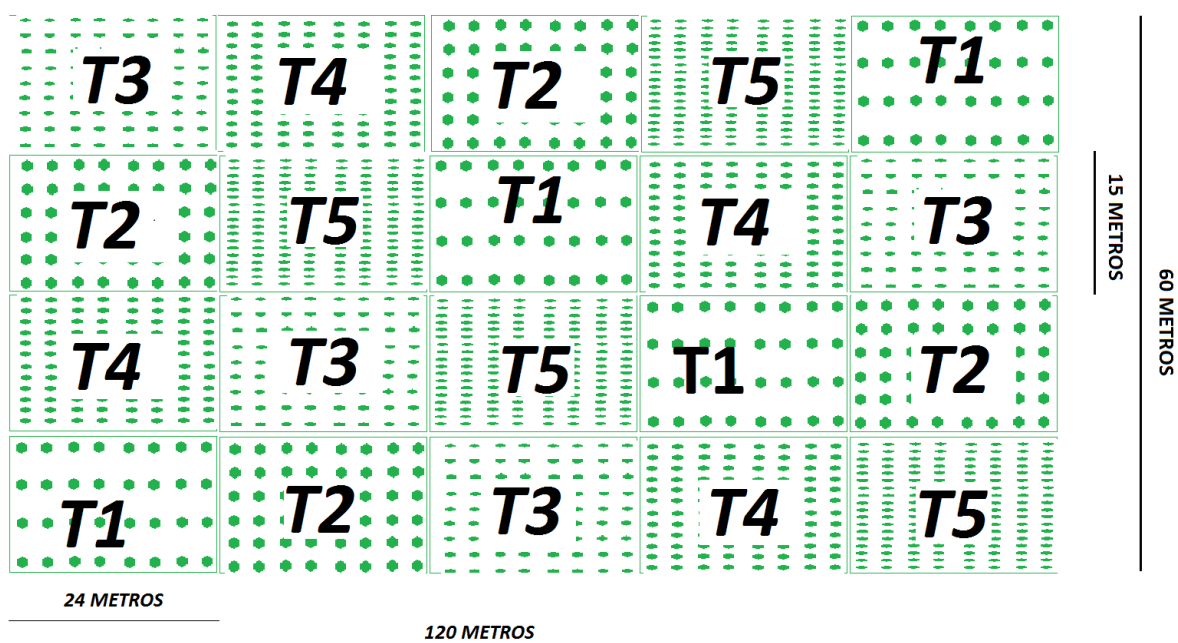 T3 T4 T2 T5 T1
T2 T5 T1 T4 T3
T4 T3 T5 T1 T2
T1 T2 T3 T4 T5
15 METROS
60 METROS
24 METROS
120 METROS